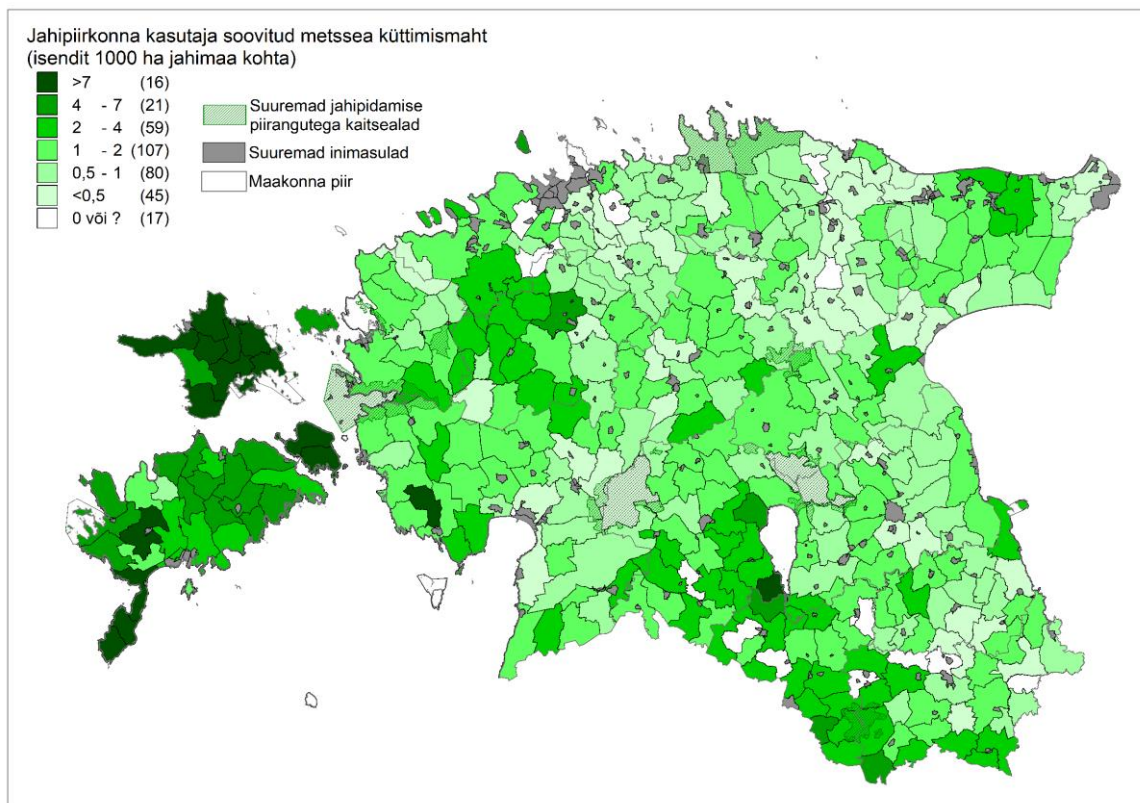 Jahipiirkonna kasutaja soovitud metssea küttimismaht
(isendit 1000 ha jahimaa kohta)
>7 (16)
4 - 7 (21)
2 - 4 (59)
1 - 2 (107)
0,5 - 1 (80)
<0,5 (45)
0 või ? (17)
Suuremad jahipidamise
piirangutega kaitsealad
Suuremad inimasulad
Maakonna piir